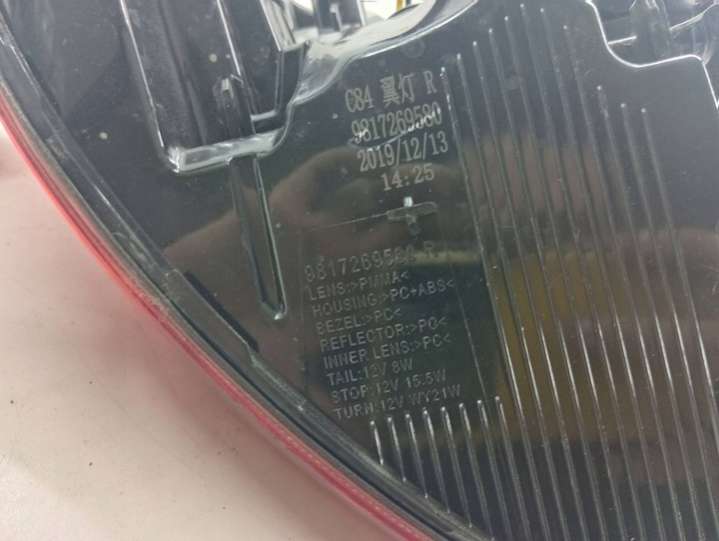 C84 翼灯 R
9817269580
2019/12/13
14:25
9817269580 R
LENS:>PMMA<
HOUSING:>PC+ABS<
BEZEL:>PC<
REFLECTOR:>PC<
INNER LENS:>PC<
TAIL:12V 8W
STOP:12V 15.5W
TURN:12V WY21W